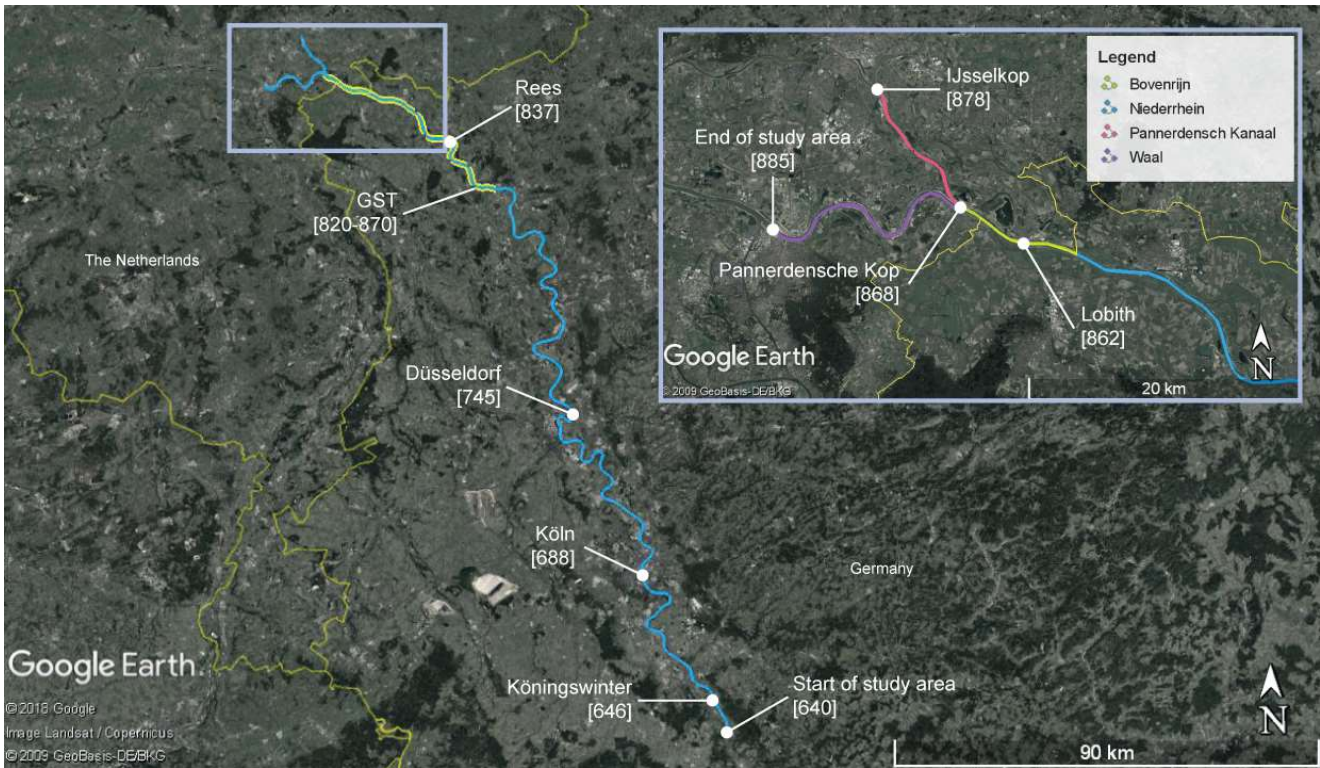 Rees
[837]
GST
[820-870]
The Netherlands
Düsseldorf
[745]
Köln
[688]
Germany
Köningswinter
[646]
Start of study area
[640]
Google Earth
©2018 Google
Image Landsat / Copernicus
©2009 GeoBasis-DE/BKG
N
90 km
IJsselkop
[878]
End of study area
[885]
Pannerdensche Kop
[868]
Lobith
[862]
Legend
Bovenrijn
Niederrhein
Pannerdensch Kanaal
Waal
Google Earth
© 2009 GeoBasis-DE/BKG
N
20 km